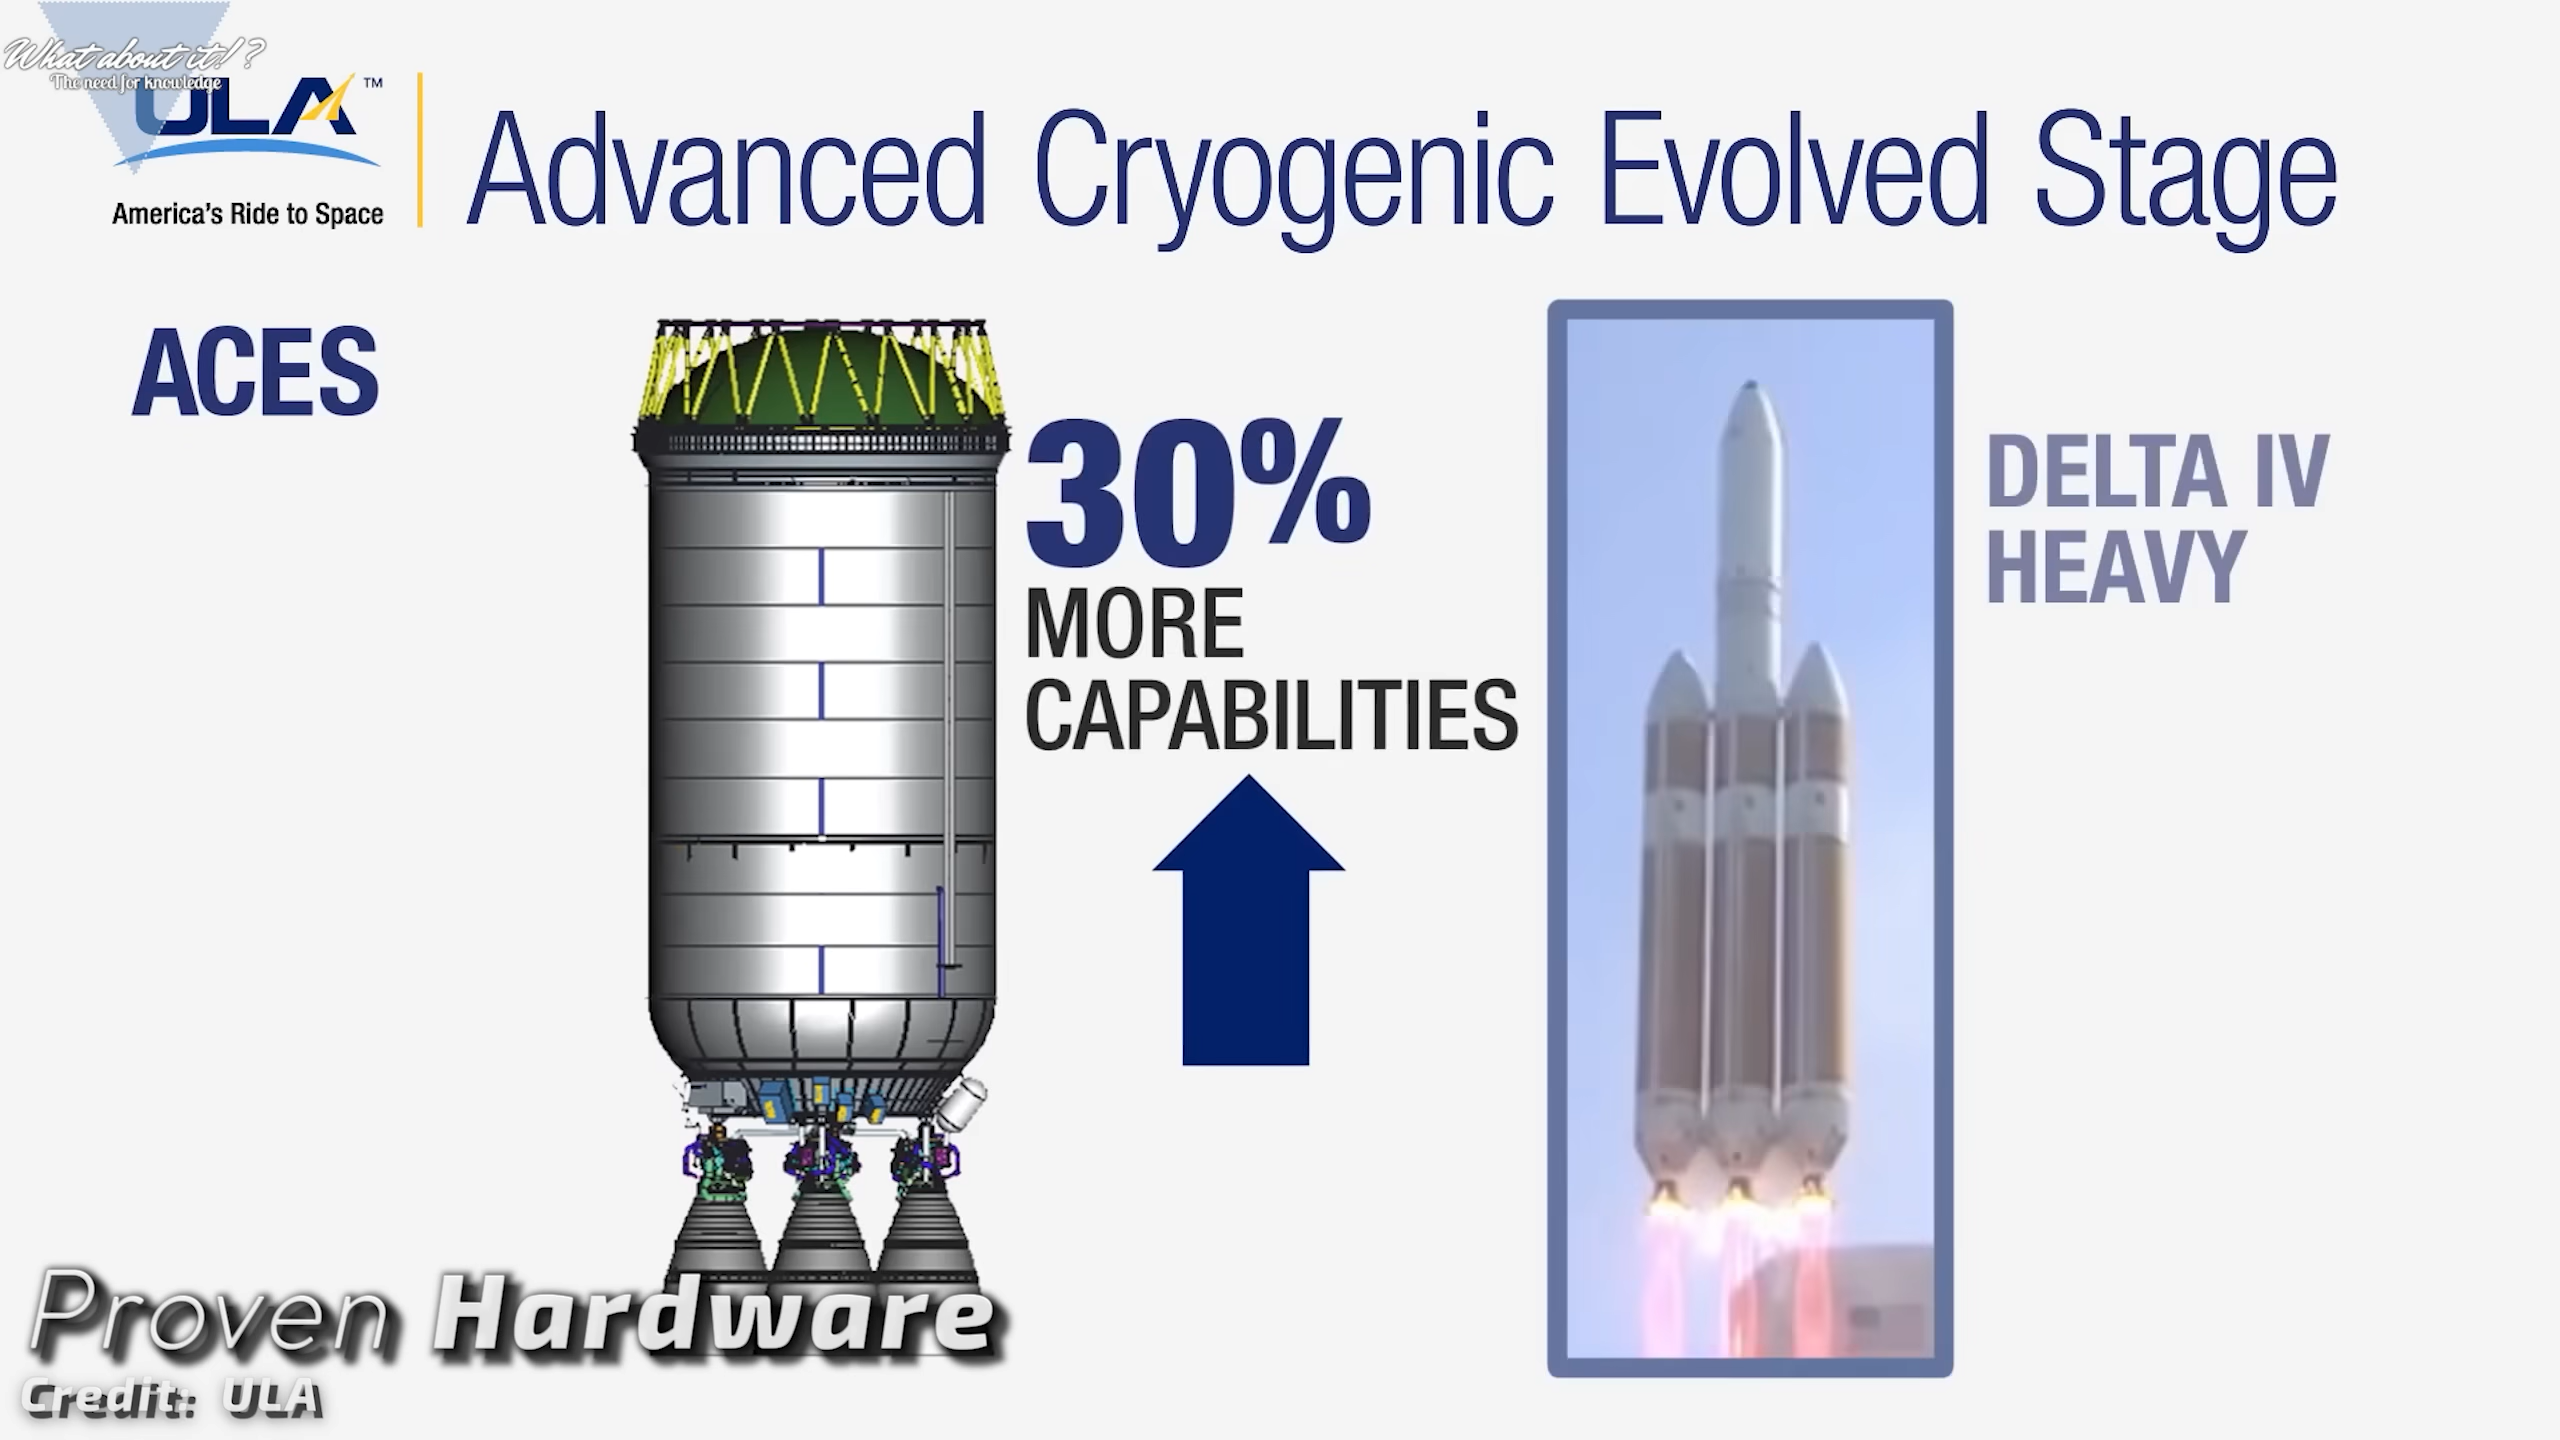 What about it!?
The need for knowledge
ULA™
America's Ride to Space
Advanced Cryogenic Evolved Stage
ACES
30%
MORE
CAPABILITIES
DELTA IV
HEAVY
Proven Hardware
Credit: ULA